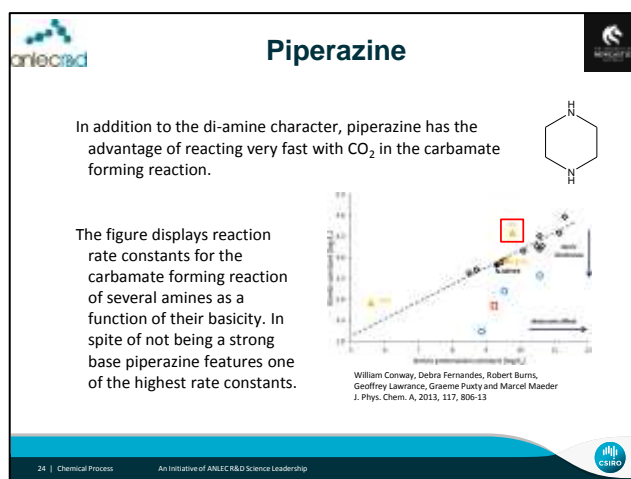 anlecr&d
Piperazine
NEWCASTLE
In addition to the di-amine character, piperazine has the
advantage of reacting very fast with CO2 in the carbamate
forming reaction.
H
N
N
H
The figure displays reaction
rate constants for the
carbamate forming reaction
of several amines as a
function of their basicity. In
spite of not being a strong
base piperazine features one
of the highest rate constants.
William Conway, Debra Fernandes, Robert Burns,
Geoffrey Lawrance, Graeme Puxty and Marcel Maeder
J. Phys. Chem. A, 2013, 117, 806-13
24 | Chemical Process An Initiative of ANLEC R&D Science Leadership
CSIRO